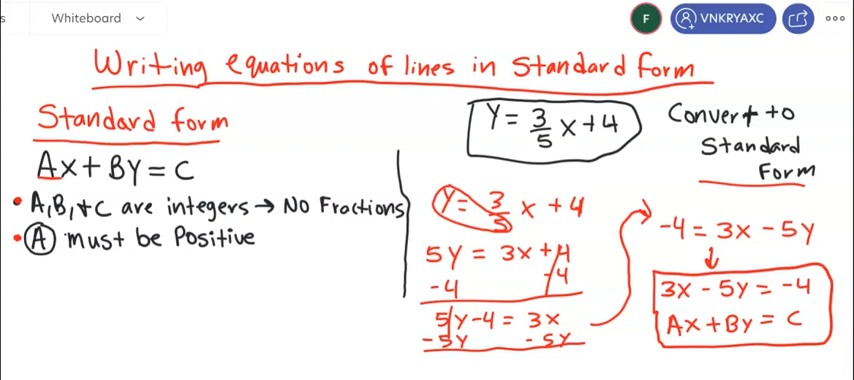 s
Whiteboard
F
VNKRYAXC
Writing equations of lines in Standard form
Standard form
Ax + By = C
• A, B, + C are integers → No Fractions
• A must be Positive
Y = 3/5 x + 4
Convert to
Standard
Form
Y = 3/5 x + 4
5Y = 3x + 4
-4 -4
5Y - 4 = 3x
-5Y -5Y
-4 = 3x - 5Y
3x - 5Y = -4
Ax + By = C